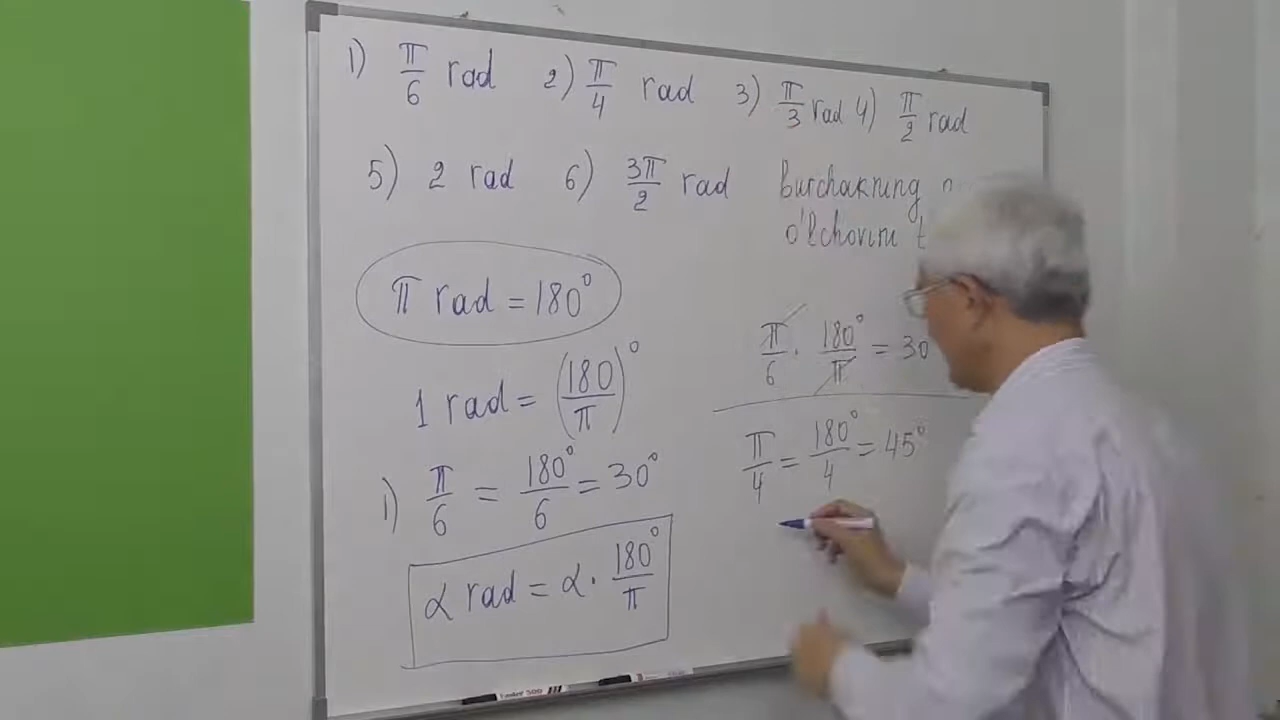 1) π/6 rad 2) π/4 rad 3) π/3 rad 4) π/2 rad
5) 2 rad 6) 3π/2 rad
Burchakning
o'lchovini
π rad = 180°
1 rad = (180/π)°
1) π/6 = 180°/6 = 30°
α rad = α · 180°/π
π/6 · 180°/π = 30
π/4 = 180°/4 = 45°